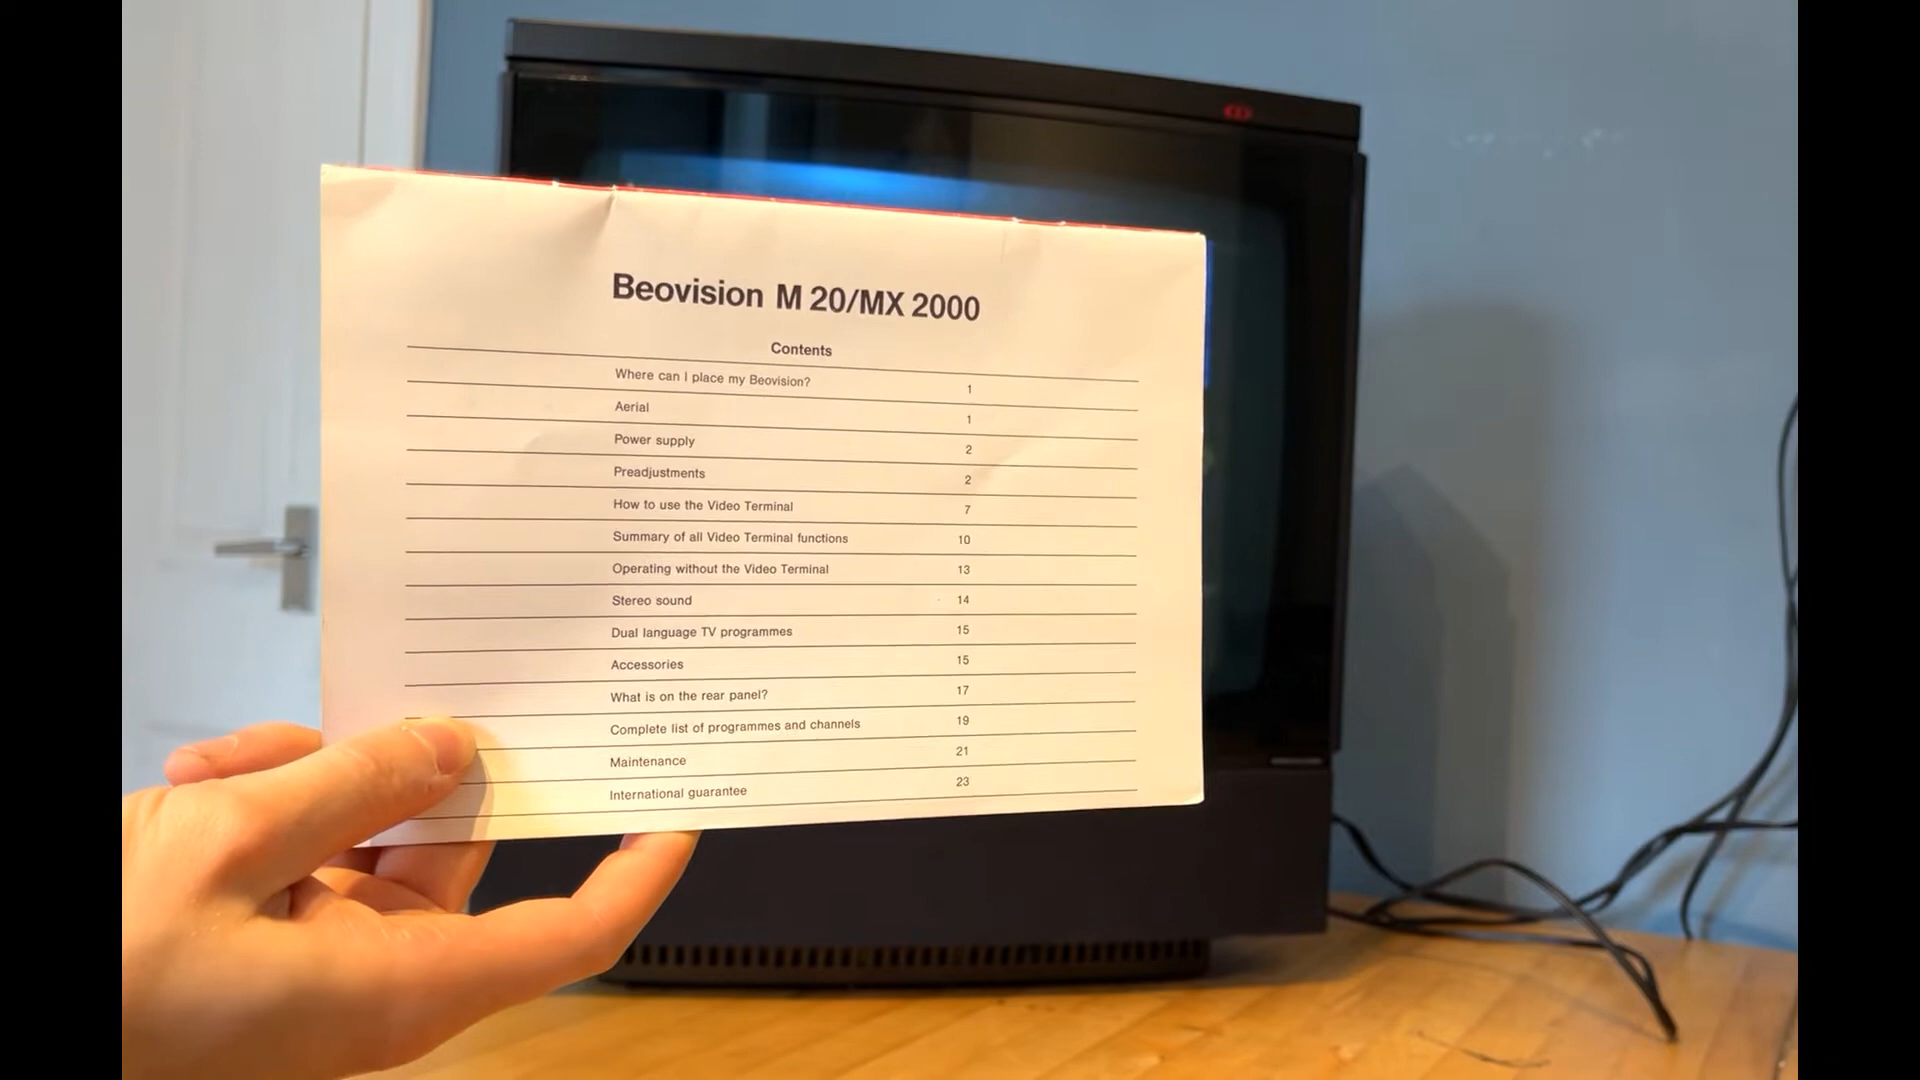 Beovision M 20/MX 2000
Contents
Where can I place my Beovision? 1
Aerial 1
Power supply 2
Preadjustments 2
How to use the Video Terminal 7
Summary of all Video Terminal functions 10
Operating without the Video Terminal 13
Stereo sound 14
Dual language TV programmes 15
Accessories 15
What is on the rear panel? 17
Complete list of programmes and channels 19
Maintenance 21
International guarantee 23